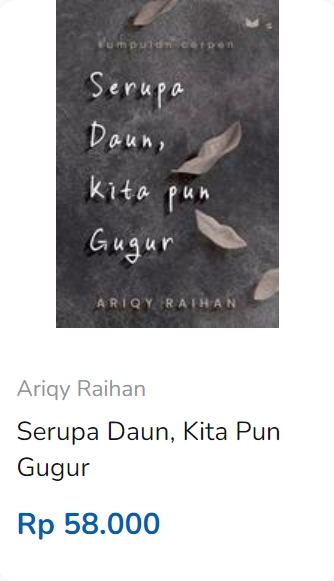 kumpulan cerpen
Serupa
Daun,
Kita pun
Gugur
ARIQY RAIHAN
Ariqy Raihan
Serupa Daun, Kita Pun
Gugur
Rp 58.000